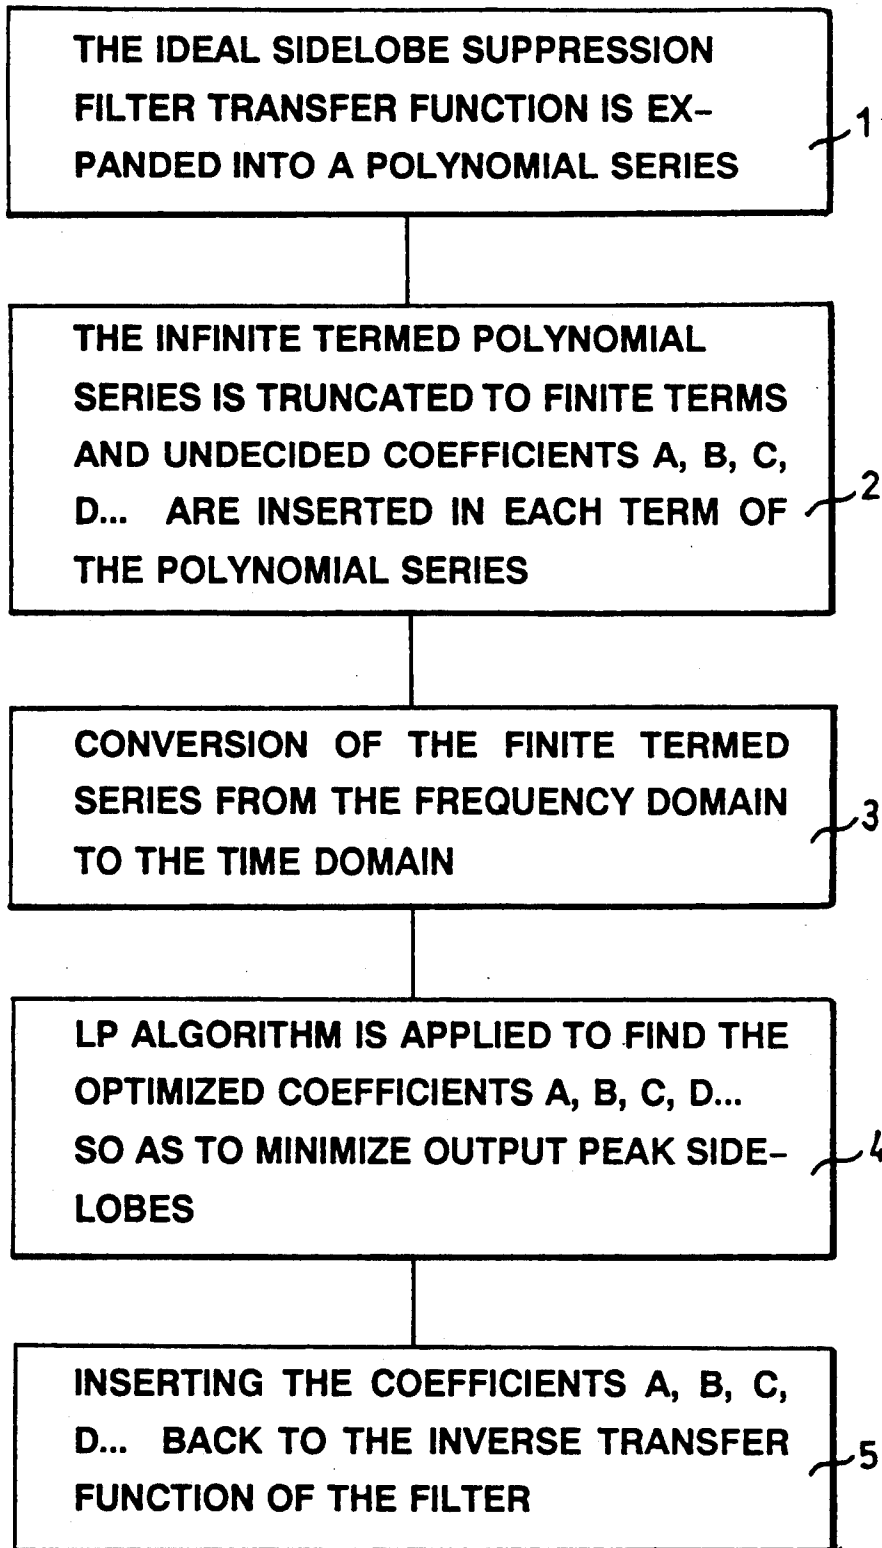 THE IDEAL SIDELOBE SUPPRESSION
FILTER TRANSFER FUNCTION IS EX-
PANDED INTO A POLYNOMIAL SERIES
1
THE INFINITE TERMED POLYNOMIAL
SERIES IS TRUNCATED TO FINITE TERMS
AND UNDECIDED COEFFICIENTS A, B, C,
D... ARE INSERTED IN EACH TERM OF
THE POLYNOMIAL SERIES
2
CONVERSION OF THE FINITE TERMED
SERIES FROM THE FREQUENCY DOMAIN
TO THE TIME DOMAIN
3
LP ALGORITHM IS APPLIED TO FIND THE
OPTIMIZED COEFFICIENTS A, B, C, D...
SO AS TO MINIMIZE OUTPUT PEAK SIDE-
LOBES
4
INSERTING THE COEFFICIENTS A, B, C,
D... BACK TO THE INVERSE TRANSFER
FUNCTION OF THE FILTER
5